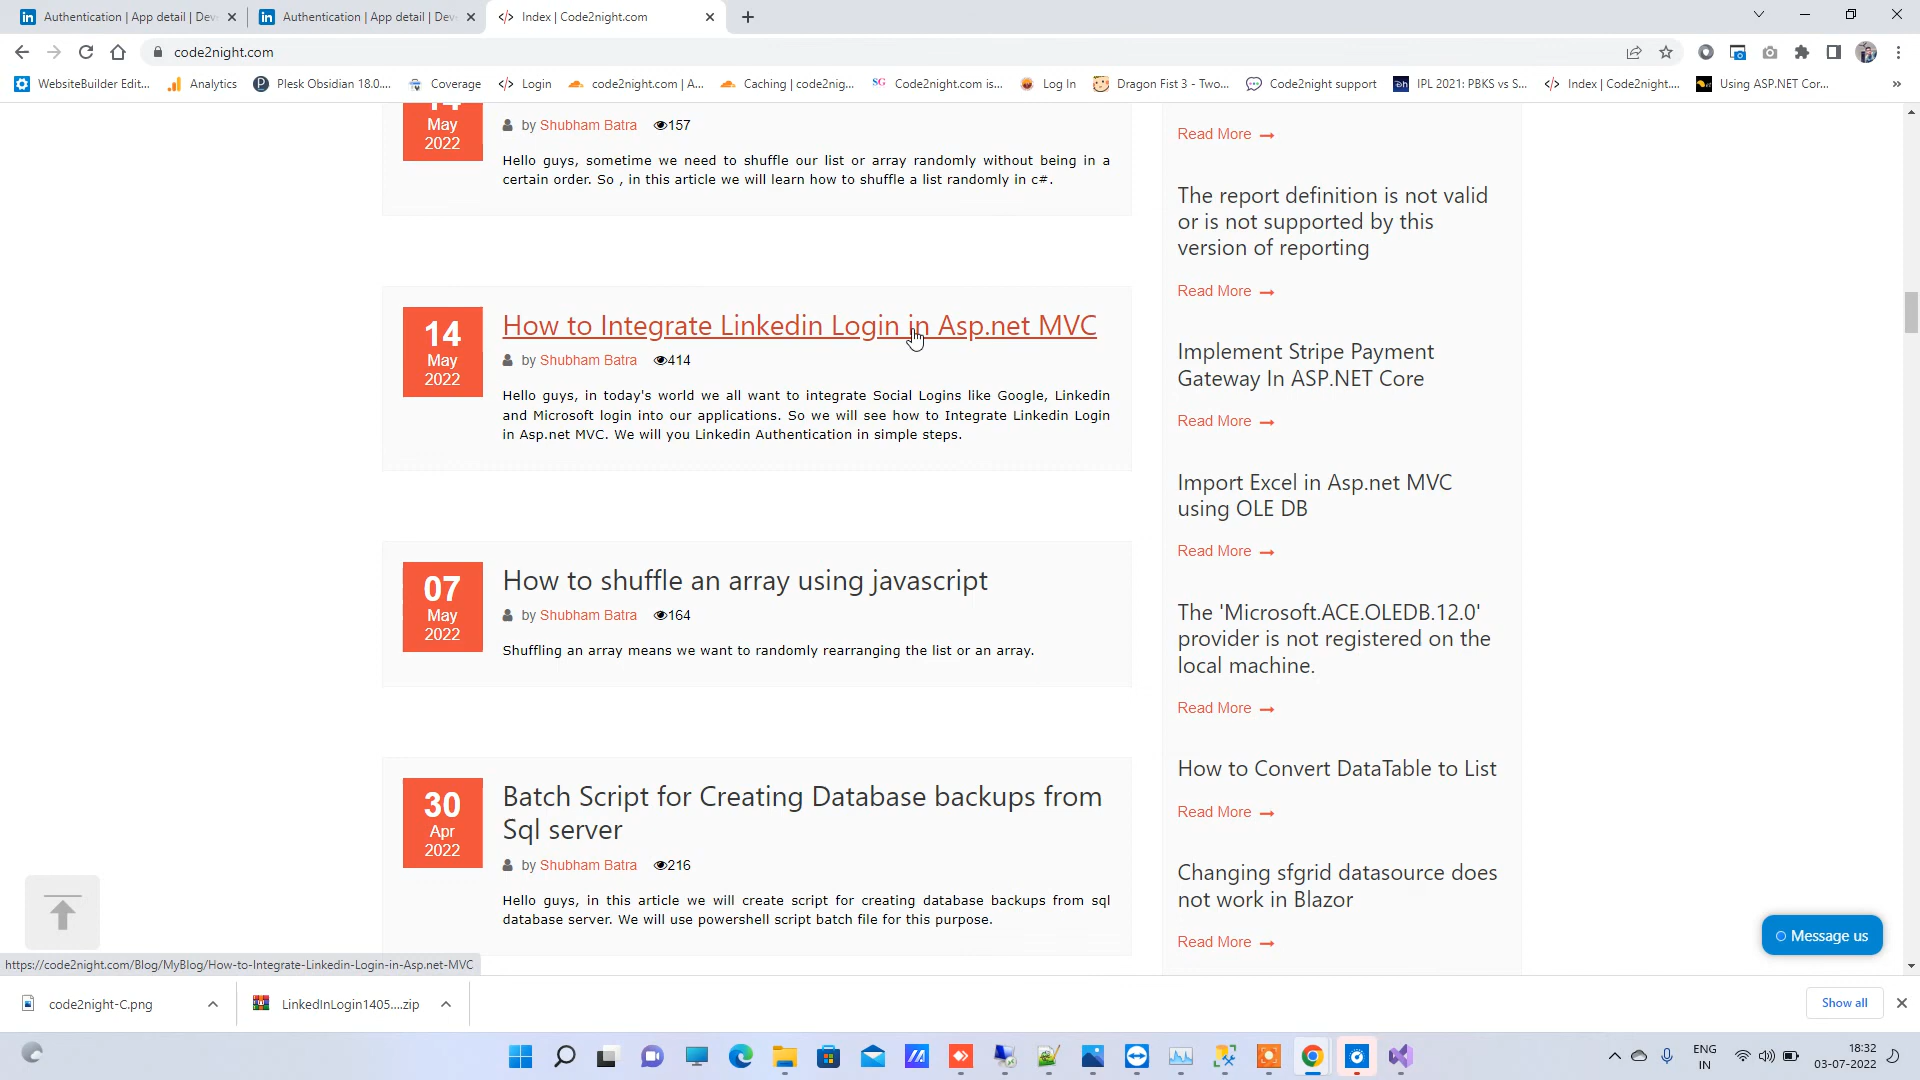 Authentication | App detail | Dev
Authentication | App detail | Dev
Index | Code2night.com
code2night.com
WebsiteBuilder Edit...
Analytics
Plesk Obsidian 18.0....
Coverage
Login
code2night.com | A...
Caching | code2nig...
SG
Code2night.com is...
Log In
Dragon Fist 3 - Two...
Code2night support
IPL 2021: PBKS vs S...
Index | Code2night....
Using ASP.NET Cor...
14
May
2022
by Shubham Batra 157
Hello guys, sometime we need to shuffle our list or array randomly without being in a
certain order. So , in this article we will learn how to shuffle a list randomly in c#.
14
May
2022
How to Integrate Linkedin Login in Asp.net MVC
by Shubham Batra 414
Hello guys, in today's world we all want to integrate Social Logins like Google, Linkedin
and Microsoft login into our applications. So we will see how to Integrate Linkedin Login
in Asp.net MVC. We will you Linkedin Authentication in simple steps.
07
May
2022
How to shuffle an array using javascript
by Shubham Batra 164
Shuffling an array means we want to randomly rearranging the list or an array.
30
Apr
2022
Batch Script for Creating Database backups from
Sql server
by Shubham Batra 216
Hello guys, in this article we will create script for creating database backups from sql
database server. We will use powershell script batch file for this purpose.
Read More
The report definition is not valid
or is not supported by this
version of reporting
Read More
Implement Stripe Payment
Gateway In ASP.NET Core
Read More
Import Excel in Asp.net MVC
using OLE DB
Read More
The 'Microsoft.ACE.OLEDB.12.0'
provider is not registered on the
local machine.
Read More
How to Convert DataTable to List
Read More
Changing sfgrid datasource does
not work in Blazor
Read More
Message us
https://code2night.com/Blog/MyBlog/How-to-Integrate-Linkedin-Login-in-Asp.net-MVC
code2night-C.png
LinkedInLogin1405....zip
Show all
ENG
IN
18:32
03-07-2022